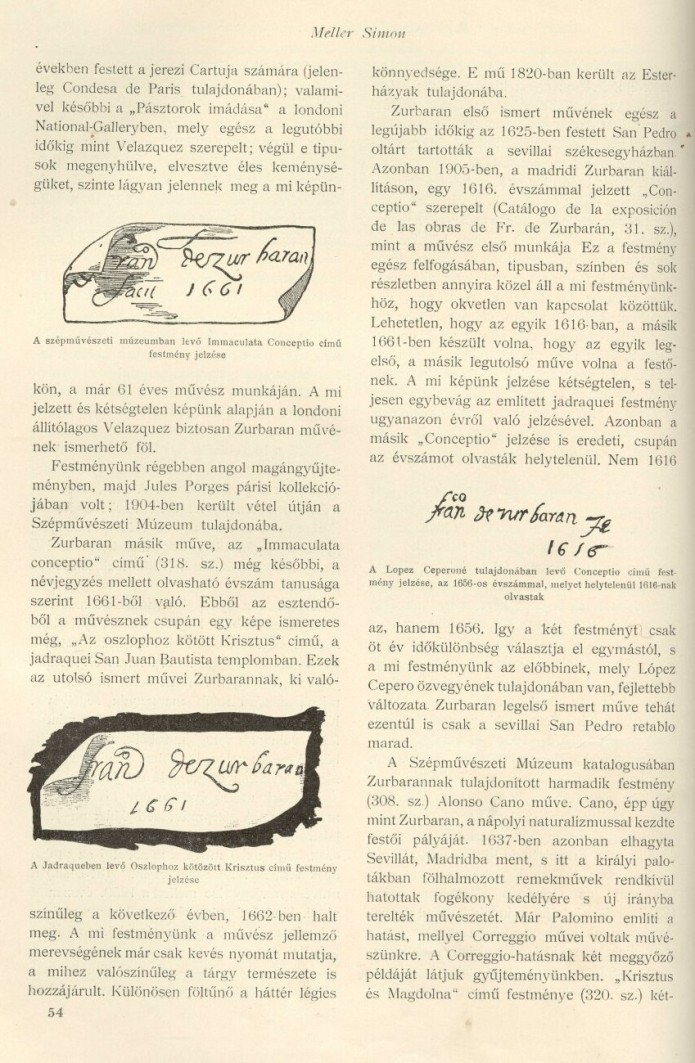 Meller Simon
években festett a jerezi Cartuja számára (jelen-
leg Condesa de Paris tulajdonában); valami-
vel későbbi a „Pásztorok imádása“ a londoni
National-Galleryben, mely egész a legutóbbi
időkig mint Velazquez szerepelt; végül e tipu-
sok megenyhülve, elvesztve éles keménysé-
güket, szinte lágyan jelennek meg a mi képün-
frãn dezur baran
facit 1661
A szépművészeti múzeumban levő Immaculata Conceptio című
festmény jelzése
kön, a már 61 éves művész munkáján. A mi
jelzett és kétségtelen képünk alapján a londoni
állítólagos Velazquez biztosan Zurbaran művé-
nek ismerhető föl.
Festményünk régebben angol magángyűjte-
ményben, majd Jules Porges párisi kollekció-
jában volt; 1904-ben került vétel útján a
Szépművészeti Múzeum tulajdonába.
Zurbaran másik műve, az „Immaculata
conceptio“ című (318. sz.) még későbbi, a
névjegyzés mellett olvasható évszám tanusága
szerint 1661-ből való. Ebből az esztendő-
ből a művésznek csupán egy képe ismeretes
még, „Az oszlophoz kötött Krisztus“ című, a
jadraquei San Juan Bautista templomban. Ezek
az utolsó ismert művei Zurbarannak, ki való-
frãn dezur baran
1661
A Jadraqueben levő Oszlophoz kötözött Krisztus című festmény
jelzése
színűleg a következő évben, 1662-ben halt
meg. A mi festményünk a művész jellemző
merevségének már csak kevés nyomát mutatja,
a mihez valószínűleg a tárgy természete is
hozzájárult. Különösen föltűnő a háttér légies
54
könnyedsége. E mű 1820-ban került az Ester-
házyak tulajdonába.
Zurbaran első ismert művének egész a
legújabb időkig az 1625-ben festett San Pedro
oltárt tartották a sevillai székesegyházban.
Azonban 1905-ben, a madridi Zurbaran kiál-
lításon, egy 1616. évszámmal jelzett „Con-
ceptio“ szerepelt (Catálogo de la exposición
de las obras de Fr. de Zurbarán, 31. sz.),
mint a művész első munkája Ez a festmény
egész felfogásában, tipusban, színben és sok
részletben annyira közel áll a mi festményünk-
höz, hogy okvetlen van kapcsolat közöttük.
Lehetetlen, hogy az egyik 1616-ban, a másik
1661-ben készült volna, hogy az egyik leg-
első, a másik legutolsó műve volna a festő-
nek. A mi képünk jelzése kétségtelen, s tel-
jesen egybevág az említett jadraquei festmény
ugyanazon évről való jelzésével. Azonban a
másik „Conceptio“ jelzése is eredeti, csupán
az évszámot olvasták helytelenül. Nem 1616
frãnco de zurbaran fe
1616
A Lopez Ceperoné tulajdonában levő Conceptio című fest-
mény jelzése, az 1656-os évszámmal, melyet helytelenül 1616-nak
olvastak
az, hanem 1656. Igy a két festményt csak
öt év időkülönbség választja el egymástól, s
a mi festményünk az előbbinek, mely López
Cepero özvegyének tulajdonában van, fejlettebb
változata. Zurbaran legelső ismert műve tehát
ezentúl is csak a sevillai San Pedro retablo
marad.
A Szépművészeti Múzeum katalogusában
Zurbarannak tulajdonított harmadik festmény
(308. sz.) Alonso Cano műve. Cano, épp úgy
mint Zurbaran, a nápolyi naturalizmussal kezdte
festői pályáját. 1637-ben azonban elhagyta
Sevillát, Madridba ment, s itt a királyi palo-
tákban fölhalmozott remekművek rendkívül
hatottak fogékony kedélyére s új irányba
terelték művészetét. Már Palomino említi a
hatást, mellyel Correggio művei voltak művé-
szünkre. A Correggio-hatásnak két meggyőző
példáját látjuk gyűjteményünkben. „Krisztus
és Magdolna“ című festménye (320. sz.) két-